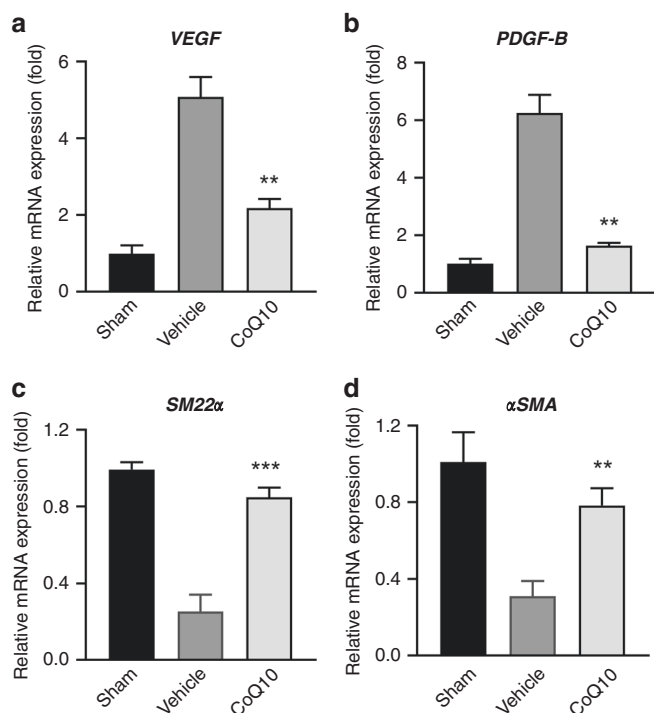 a
VEGF
Relative mRNA expression (fold)
6
4
2
0
**
Sham
Vehicle
CoQ10
b
PDGF-B
Relative mRNA expression (fold)
8
6
4
2
0
**
Sham
Vehicle
CoQ10
c
SM22α
Relative mRNA expression (fold)
1.2
0.8
0.4
0.0
***
Sham
Vehicle
CoQ10
d
αSMA
Relative mRNA expression (fold)
1.2
0.8
0.4
0.0
**
Sham
Vehicle
CoQ10